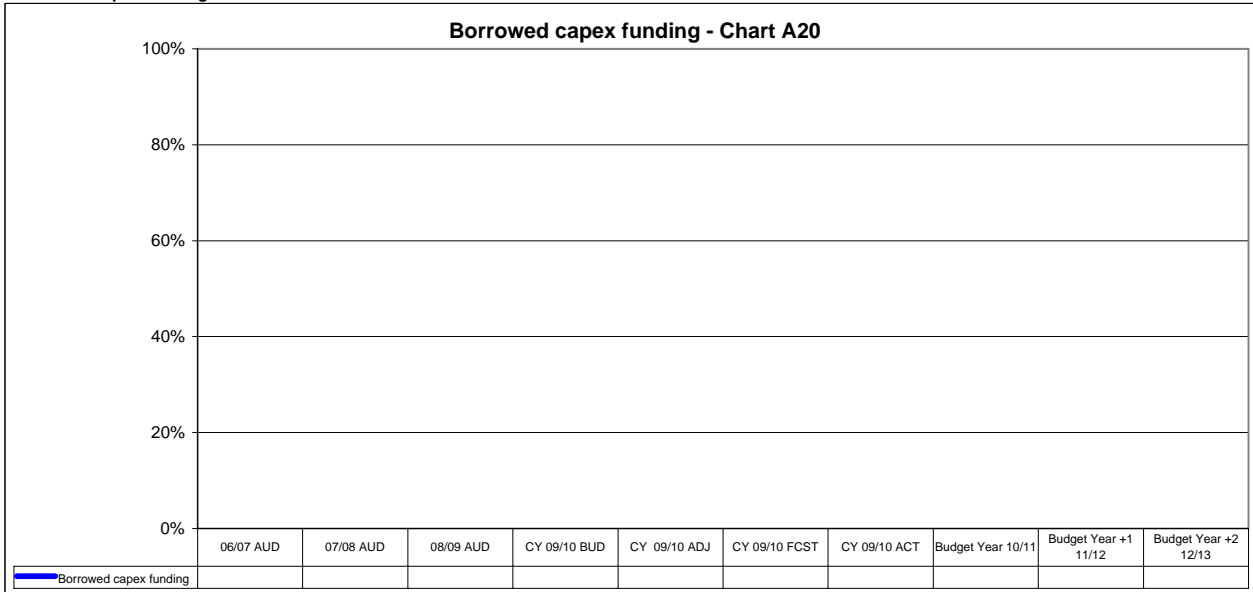 Borrowed capex funding - Chart A20
100%
80%
60%
40%
20%
0%
06/07 AUD 07/08 AUD 08/09 AUD CY 09/10 BUD CY 09/10 ADJ CY 09/10 FCST CY 09/10 ACT Budget Year 10/11 Budget Year +1 11/12 Budget Year +2 12/13
Borrowed capex funding